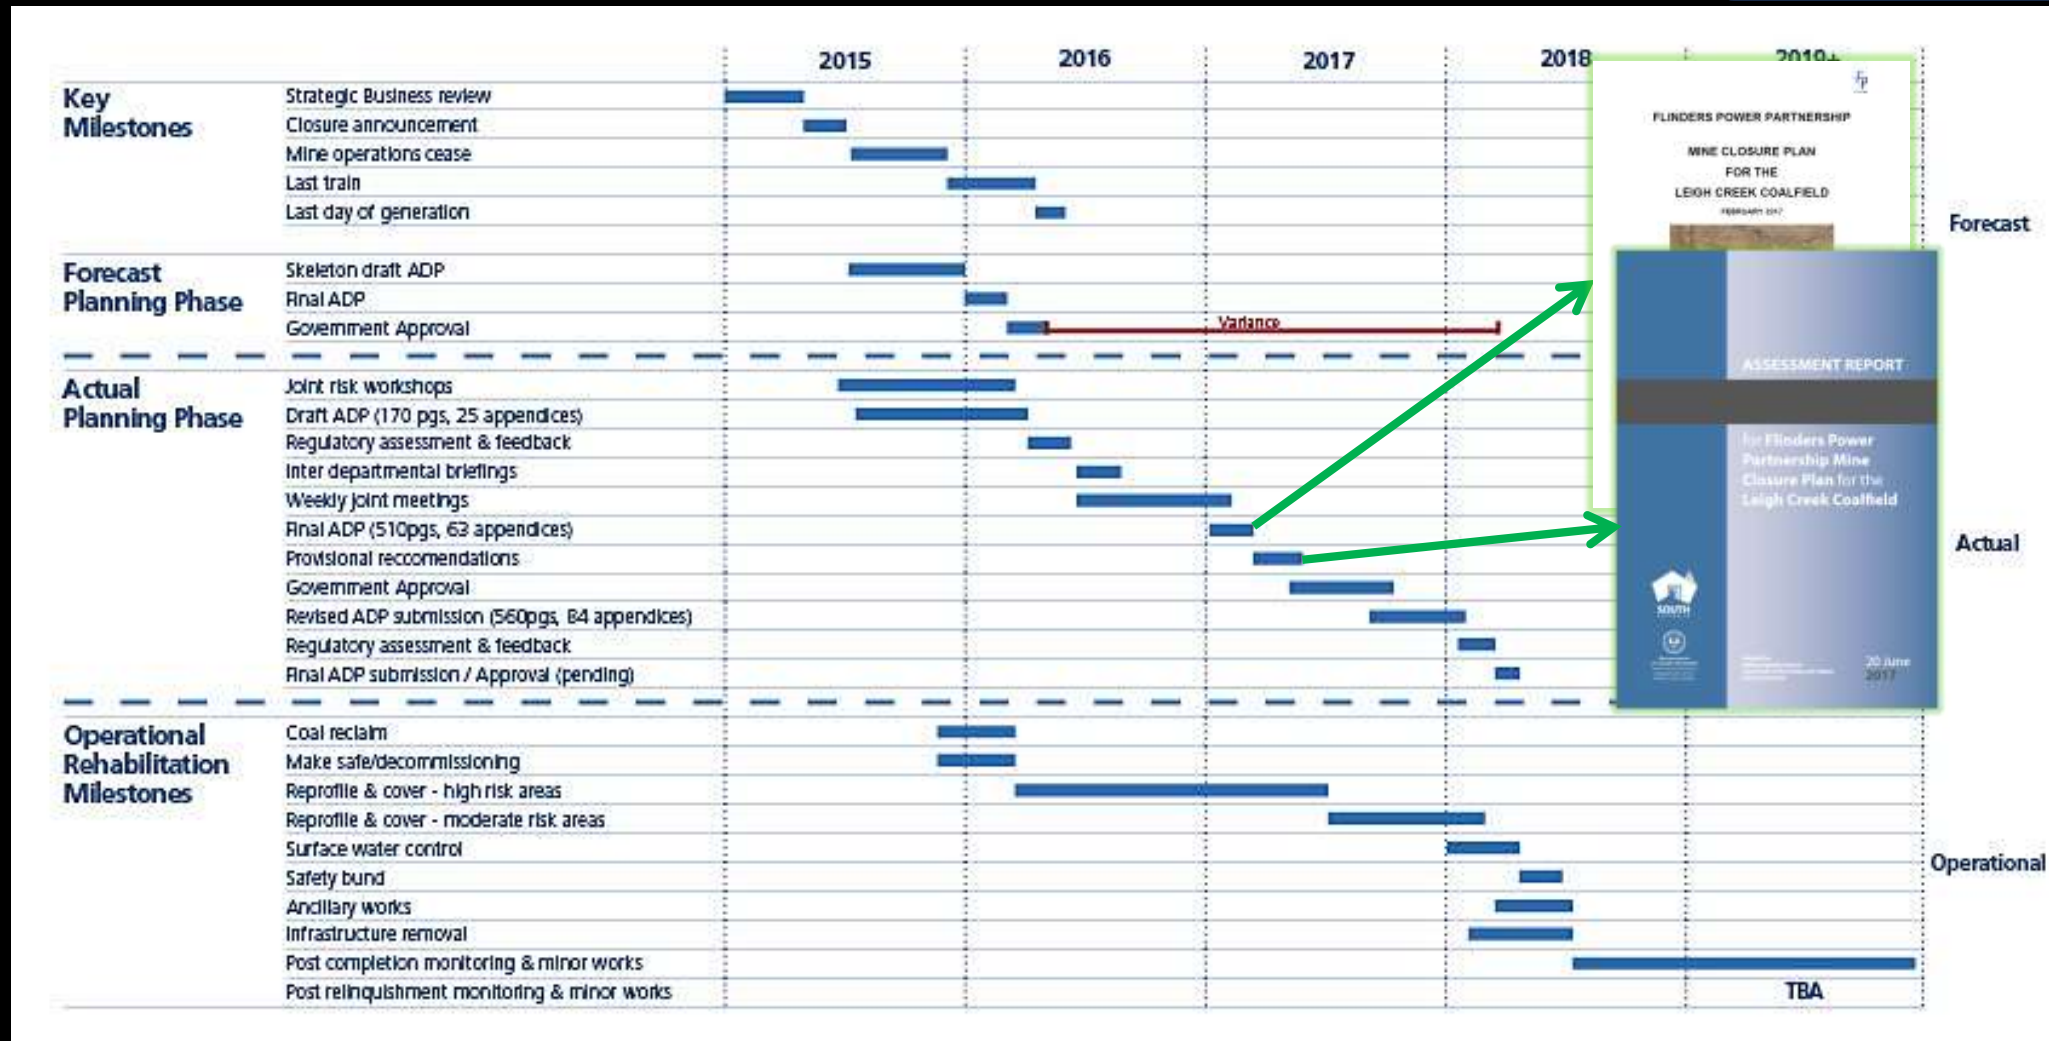 2015 2016 2017 2018 2019+
Key
Milestones
Strategic Business review
Closure announcement
Mine operations cease
Last train
Last day of generation
Forecast
Planning Phase
Skeleton draft ADP
Final ADP
Government Approval
Variance
Actual
Planning Phase
Joint risk workshops
Draft ADP (170 pgs, 25 appendices)
Regulatory assessment & feedback
Inter departmental briefings
Weekly joint meetings
Final ADP (510pgs, 63 appendices)
Provisional reccomendations
Government Approval
Revised ADP submission (560pgs, 84 appendices)
Regulatory assessment & feedback
Final ADP submission / Approval (pending)
Operational
Rehabilitation
Milestones
Coal reclaim
Make safe/decommissioning
Reprofile & cover - high risk areas
Reprofile & cover - moderate risk areas
Surface water control
Safety bund
Ancillary works
Infrastructure removal
Post completion monitoring & minor works
Post relinquishment monitoring & minor works
TBA
FP
FLINDERS POWER PARTNERSHIP
MINE CLOSURE PLAN
FOR THE
LEIGH CREEK COALFIELD
FEBRUARY 2017
ASSESSMENT REPORT
for Flinders Power
Partnership Mine
Closure Plan for the
Leigh Creek Coalfield
SOUTH
20 June
2017
Forecast
Actual
Operational